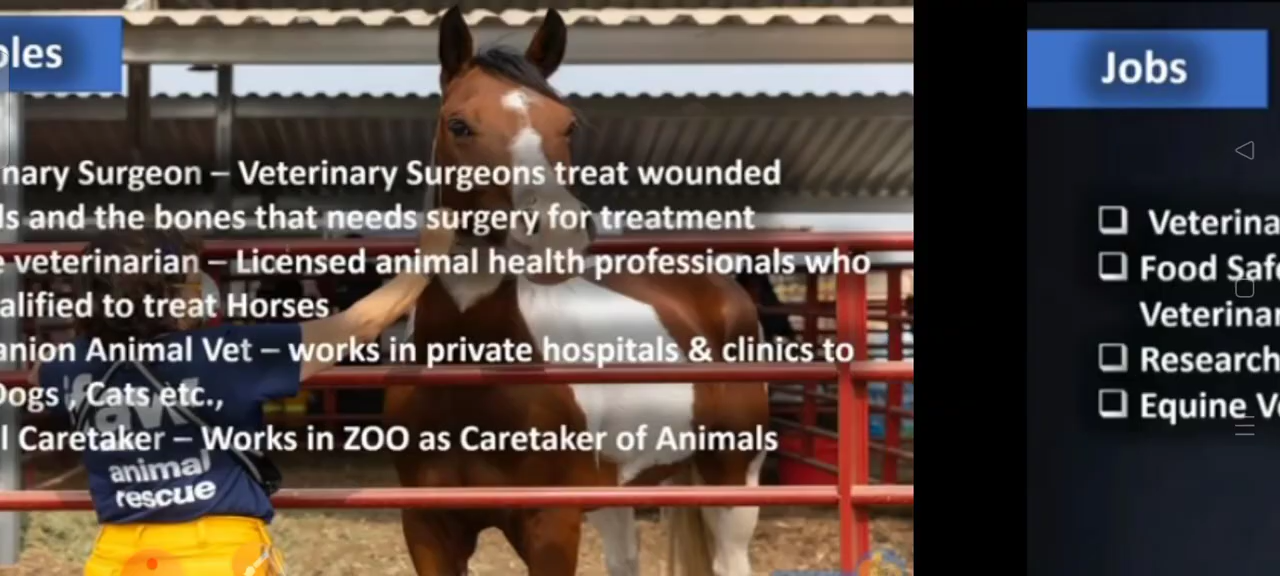 oles
nary Surgeon – Veterinary Surgeons treat wounded
ls and the bones that needs surgery for treatment
e veterinarian – Licensed animal health professionals who
alified to treat Horses
anion Animal Vet – works in private hospitals & clinics to
Dogs , Cats etc.,
l Caretaker – Works in ZOO as Caretaker of Animals
animal
rescue
Jobs
Veterina
Food Safe
Veterinar
Research
Equine Ve